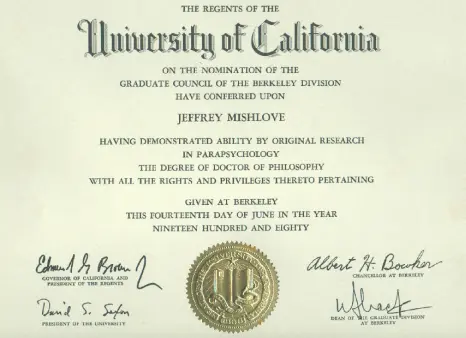 THE REGENTS OF THE
University of California
ON THE NOMINATION OF THE
GRADUATE COUNCIL OF THE BERKELEY DIVISION
HAVE CONFERRED UPON
JEFFREY MISHLOVE
HAVING DEMONSTRATED ABILITY BY ORIGINAL RESEARCH
IN PARAPSYCHOLOGY
THE DEGREE OF DOCTOR OF PHILOSOPHY
WITH ALL THE RIGHTS AND PRIVILEGES THERETO PERTAINING
GIVEN AT BERKELEY
THIS FOURTEENTH DAY OF JUNE IN THE YEAR
NINETEEN HUNDRED AND EIGHTY
Edmund G Brown
GOVERNOR OF CALIFORNIA AND
PRESIDENT OF THE REGENTS
Albert H. Bowker
CHANCELLOR AT BERKELEY
David S. Saxon
PRESIDENT OF THE UNIVERSITY
DEAN OF THE GRADUATE DIVISION
AT BERKELEY